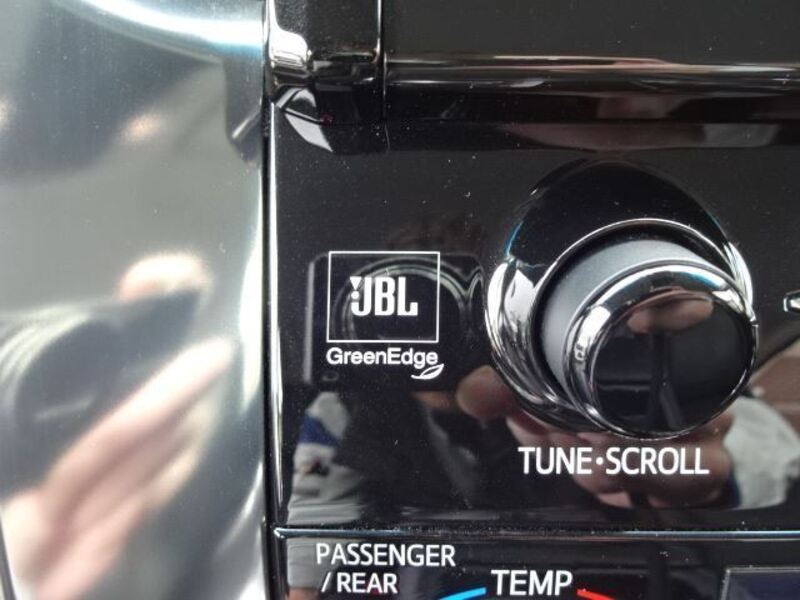 JBL
GreenEdge
TUNE•SCROLL
PASSENGER
/REAR
TEMP